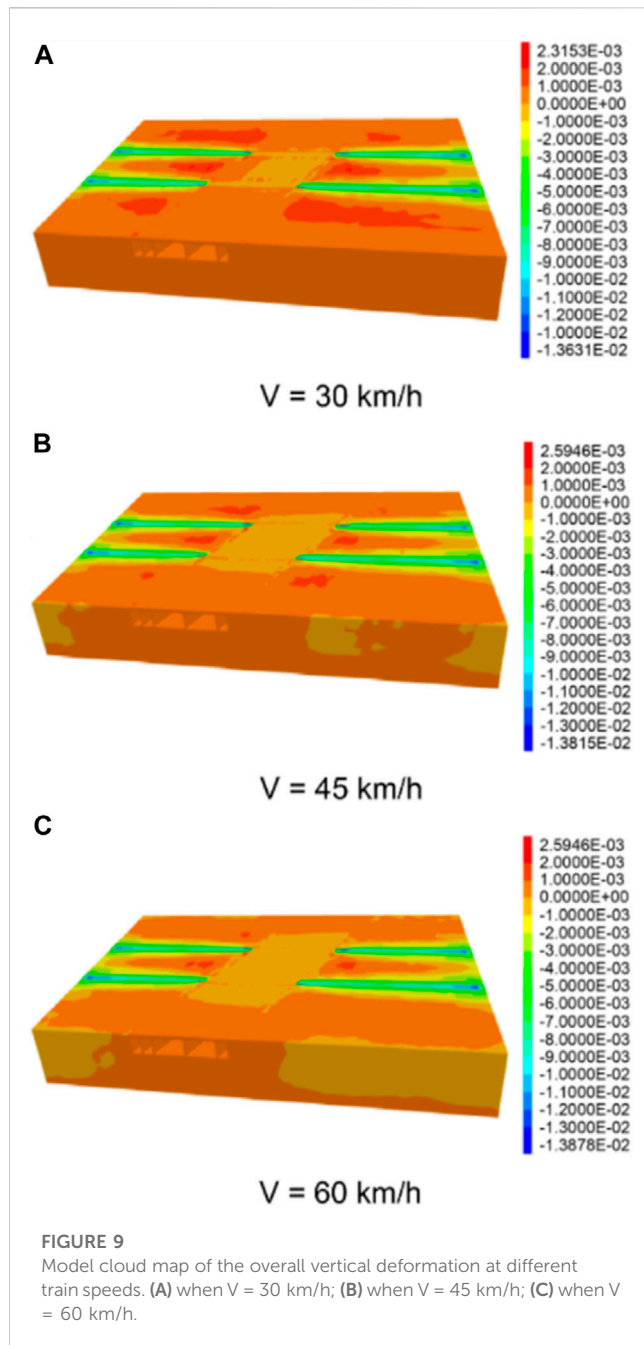 A
2.3153E-03
2.0000E-03
1.0000E-03
0.0000E+00
-1.0000E-03
-2.0000E-03
-3.0000E-03
-4.0000E-03
-5.0000E-03
-6.0000E-03
-7.0000E-03
-8.0000E-03
-9.0000E-03
-1.0000E-02
-1.1000E-02
-1.2000E-02
-1.0000E-02
-1.3631E-02
V = 30 km/h
B
2.5946E-03
2.0000E-03
1.0000E-03
0.0000E+00
-1.0000E-03
-2.0000E-03
-3.0000E-03
-4.0000E-03
-5.0000E-03
-6.0000E-03
-7.0000E-03
-8.0000E-03
-9.0000E-03
-1.0000E-02
-1.1000E-02
-1.2000E-02
-1.3000E-02
-1.3815E-02
V = 45 km/h
C
2.5946E-03
2.0000E-03
1.0000E-03
0.0000E+00
-1.0000E-03
-2.0000E-03
-3.0000E-03
-4.0000E-03
-5.0000E-03
-6.0000E-03
-7.0000E-03
-8.0000E-03
-9.0000E-03
-1.0000E-02
-1.1000E-02
-1.2000E-02
-1.3000E-02
-1.3878E-02
V = 60 km/h
FIGURE 9
Model cloud map of the overall vertical deformation at different
train speeds. (A) when V = 30 km/h; (B) when V = 45 km/h; (C) when V
= 60 km/h.